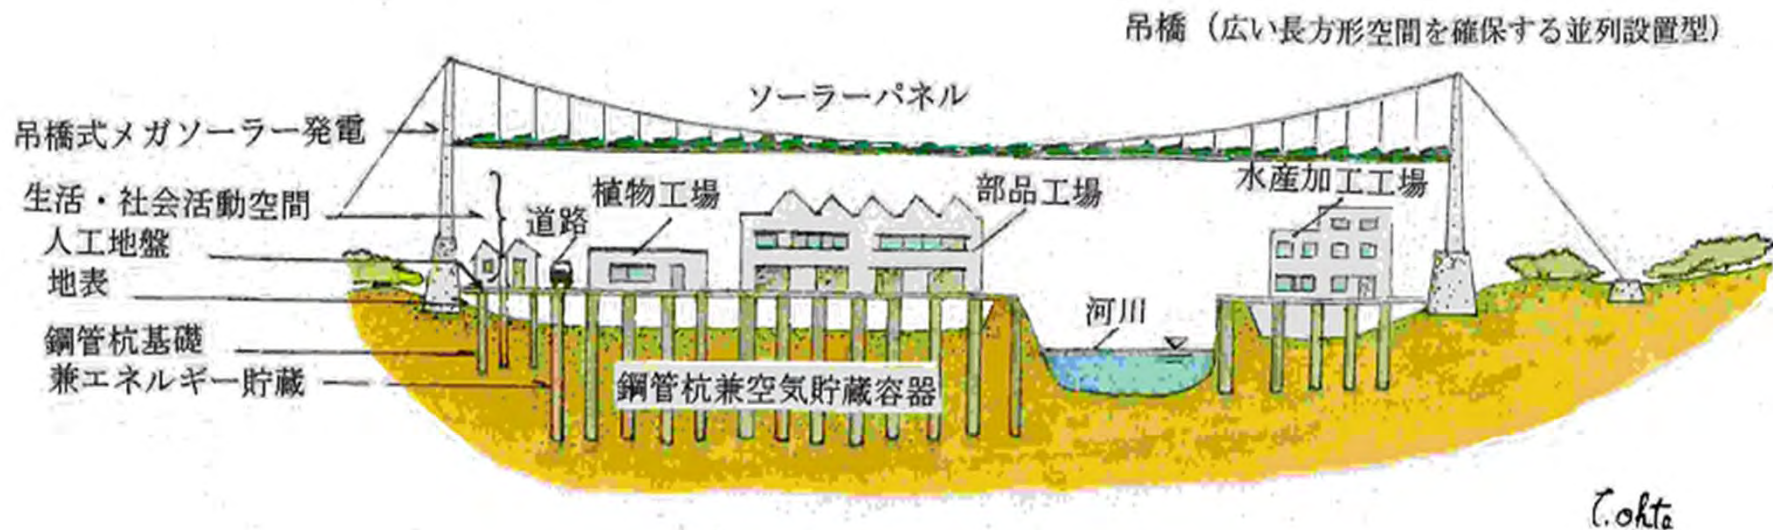 吊橋（広い長方形空間を確保する並列設置型）
ソーラーパネル
吊橋式メガソーラー発電
生活・社会活動空間
人工地盤
地表
鋼管杭基礎
兼エネルギー貯蔵
道路
植物工場
部品工場
水産加工工場
河川
鋼管杭兼空気貯蔵容器
T.ohta